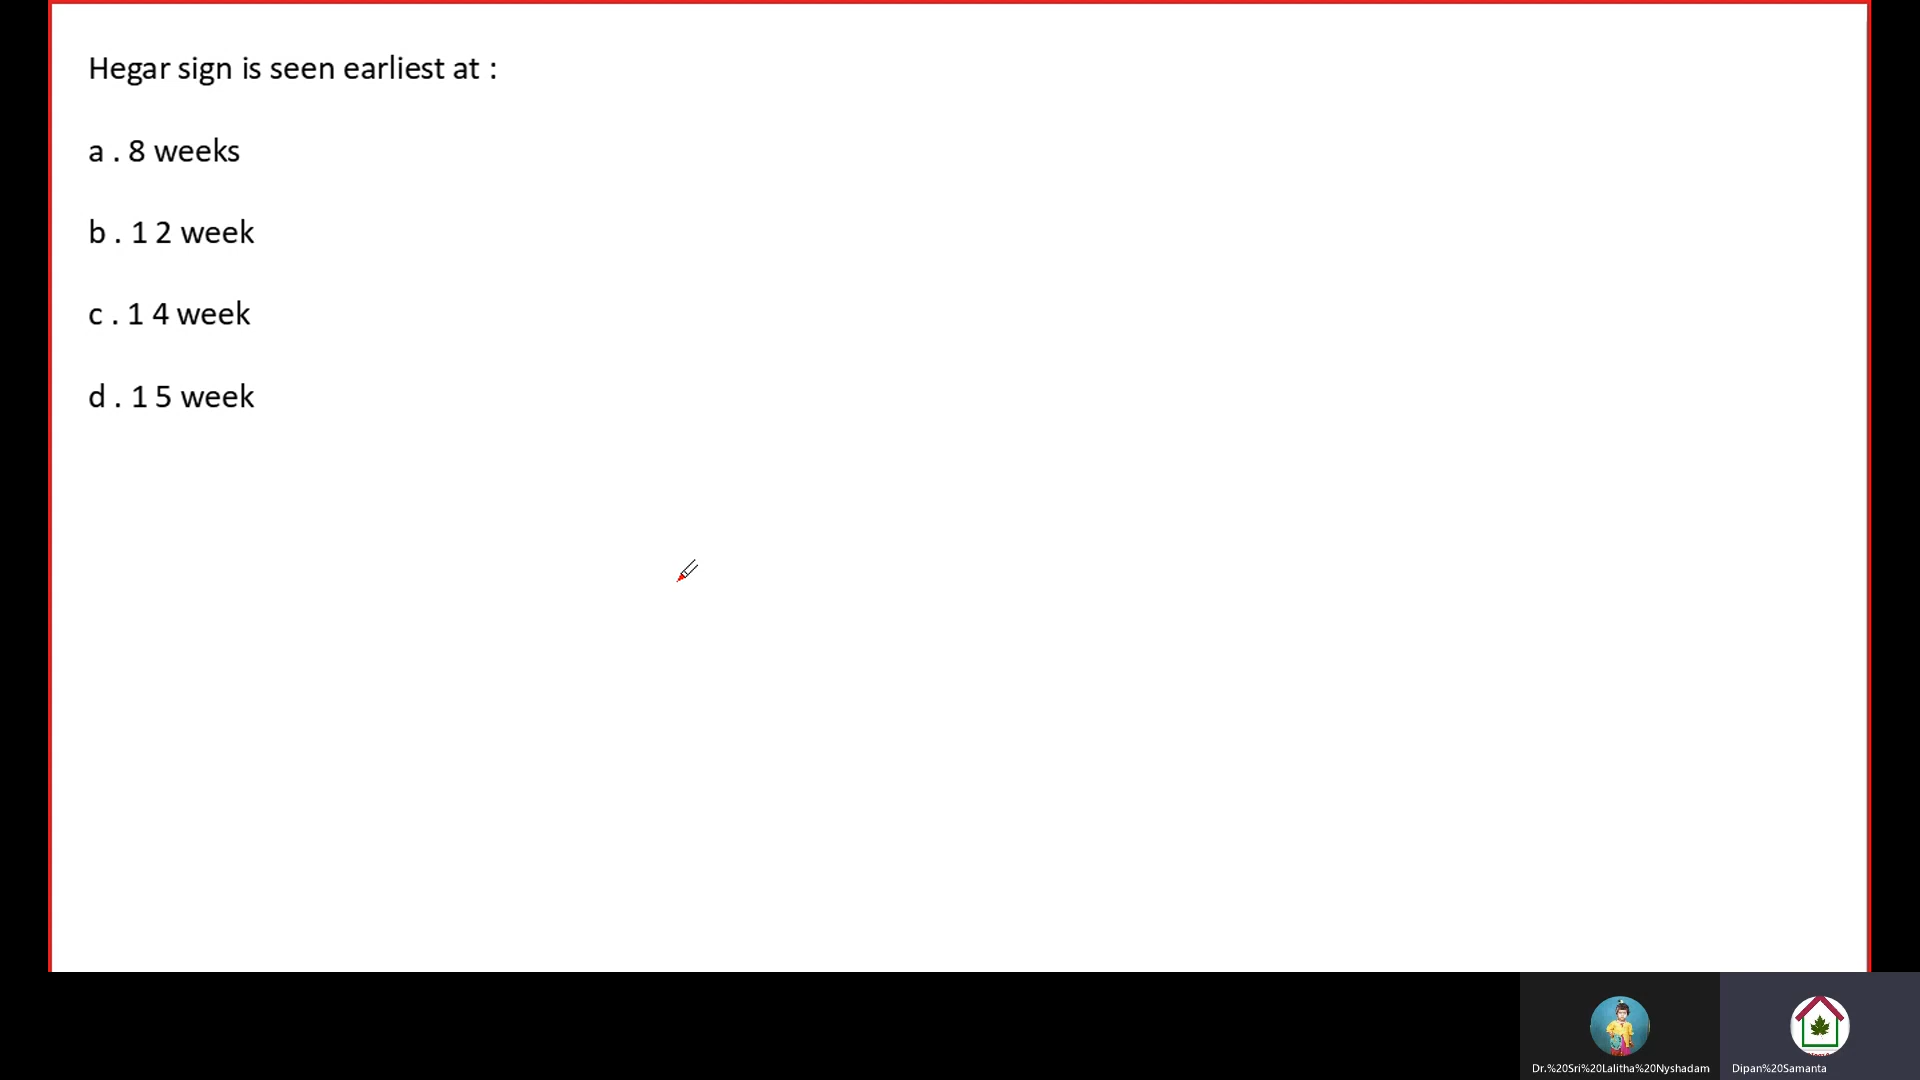 Hegar sign is seen earliest at :
a . 8 weeks
b . 1 2 week
c . 1 4 week
d . 1 5 week
Dr.%20Sri%20Lalitha%20Nyshadam
Dipan%20Samanta